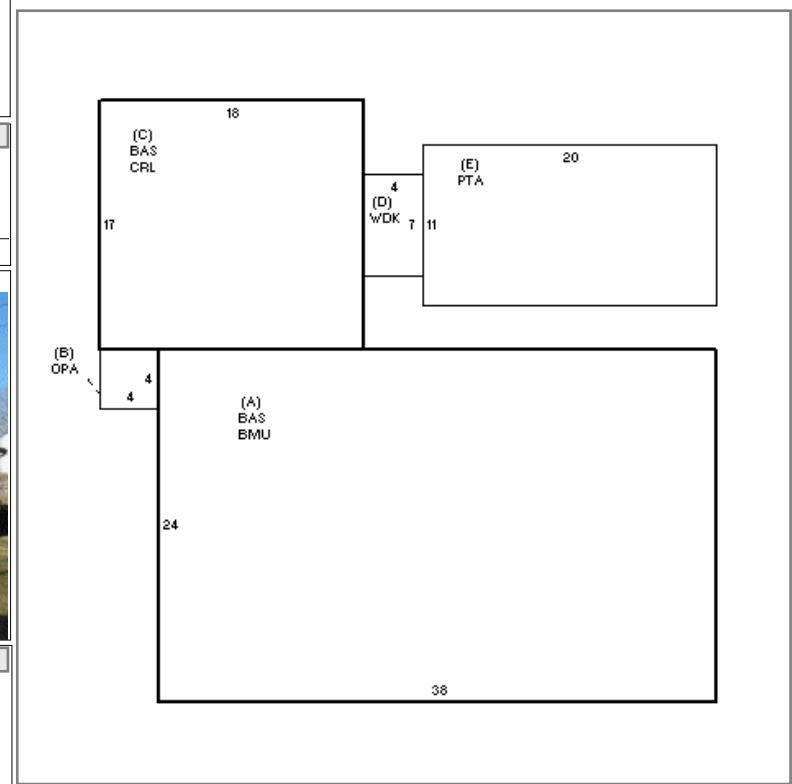 18
(C)
BAS
CRL
17
4
(D)
WDK
7
(E)
PTA
20
11
(B)
OPA
4
4
(A)
BAS
BMU
24
38